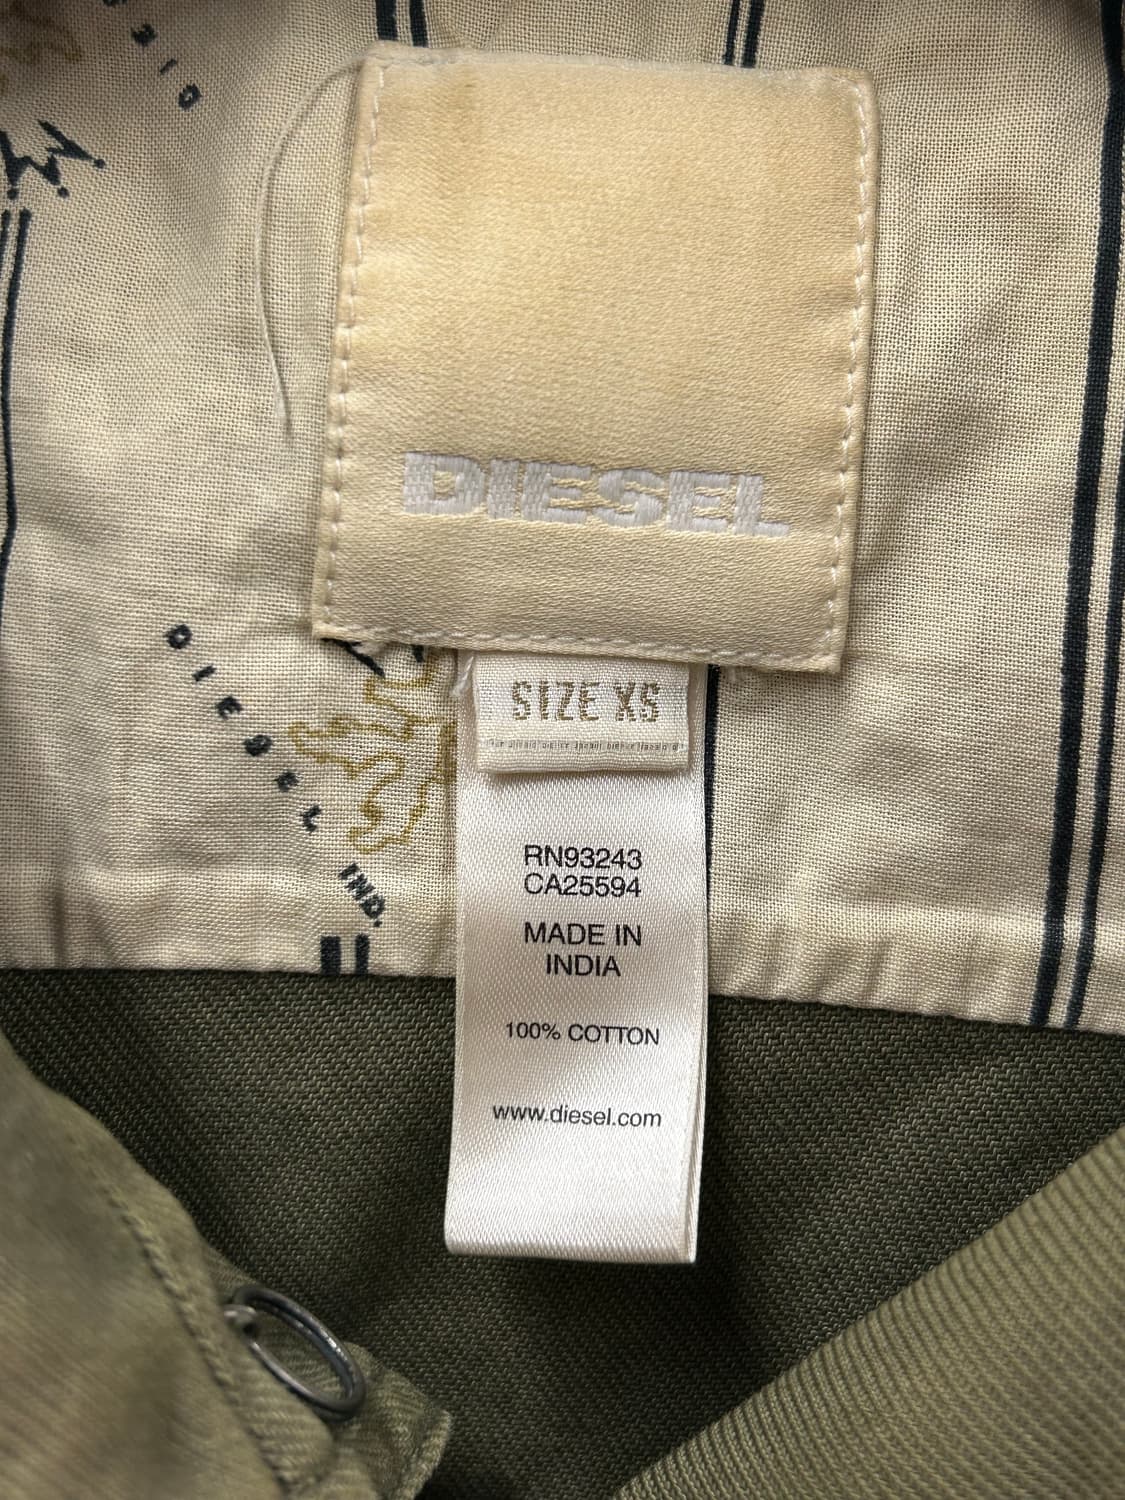 DIESEL
SIZE XS
RN93243
CA25594
MADE IN
INDIA
100% COTTON
www.diesel.com
DIESEL
IND.